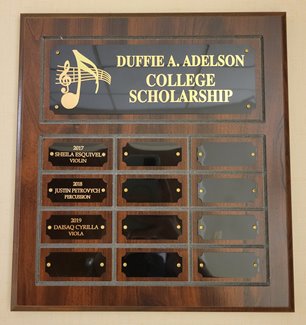 DUFFIE A. ADELSON
COLLEGE
SCHOLARSHIP
2017
SHEILA ESQUIVEL
VIOLIN
2018
JUSTIN PETROVYCH
PERCUSSION
2019
DAISAQ CYRILLA
VIOLA